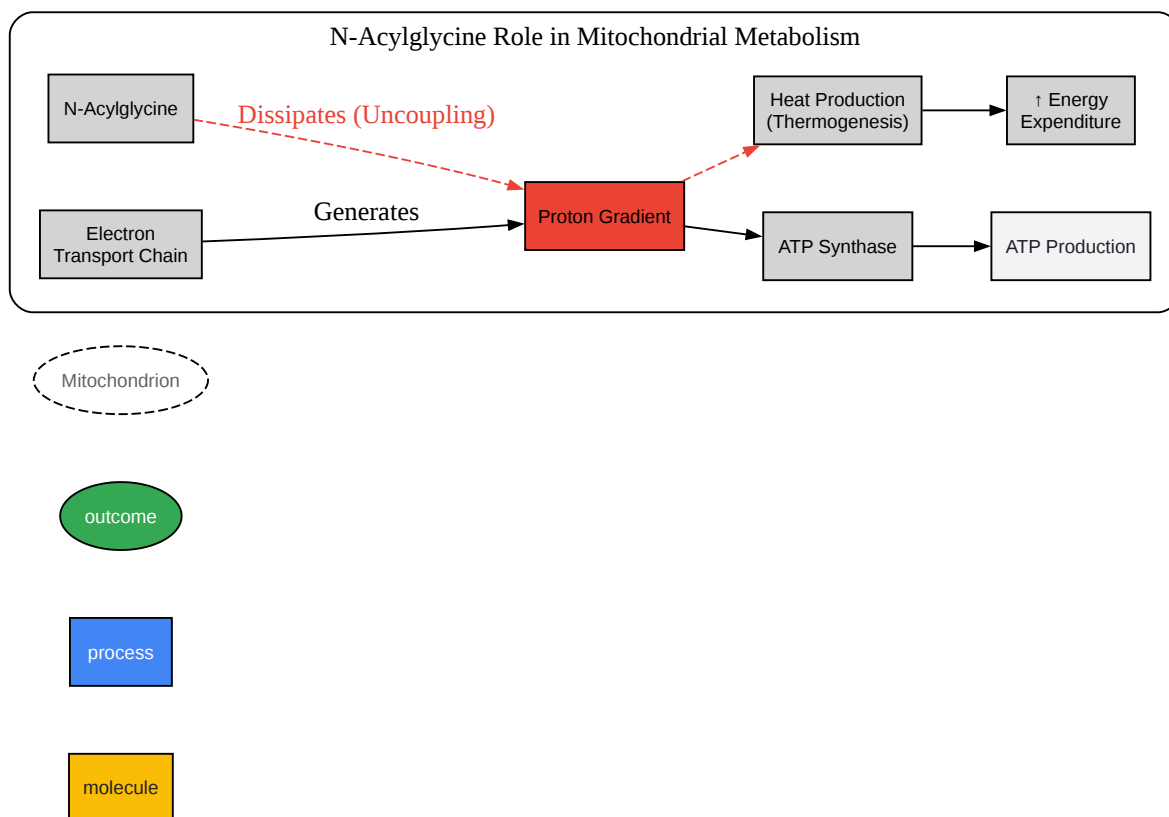 N-Acylglycine Role in Mitochondrial Metabolism
N-Acylglycine
Dissipates (Uncoupling)
Heat Production
(Thermogenesis)
↑ Energy
Expenditure
Electron
Transport Chain
Generates
Proton Gradient
ATP Synthase
ATP Production
Mitochondrion
outcome
process
molecule